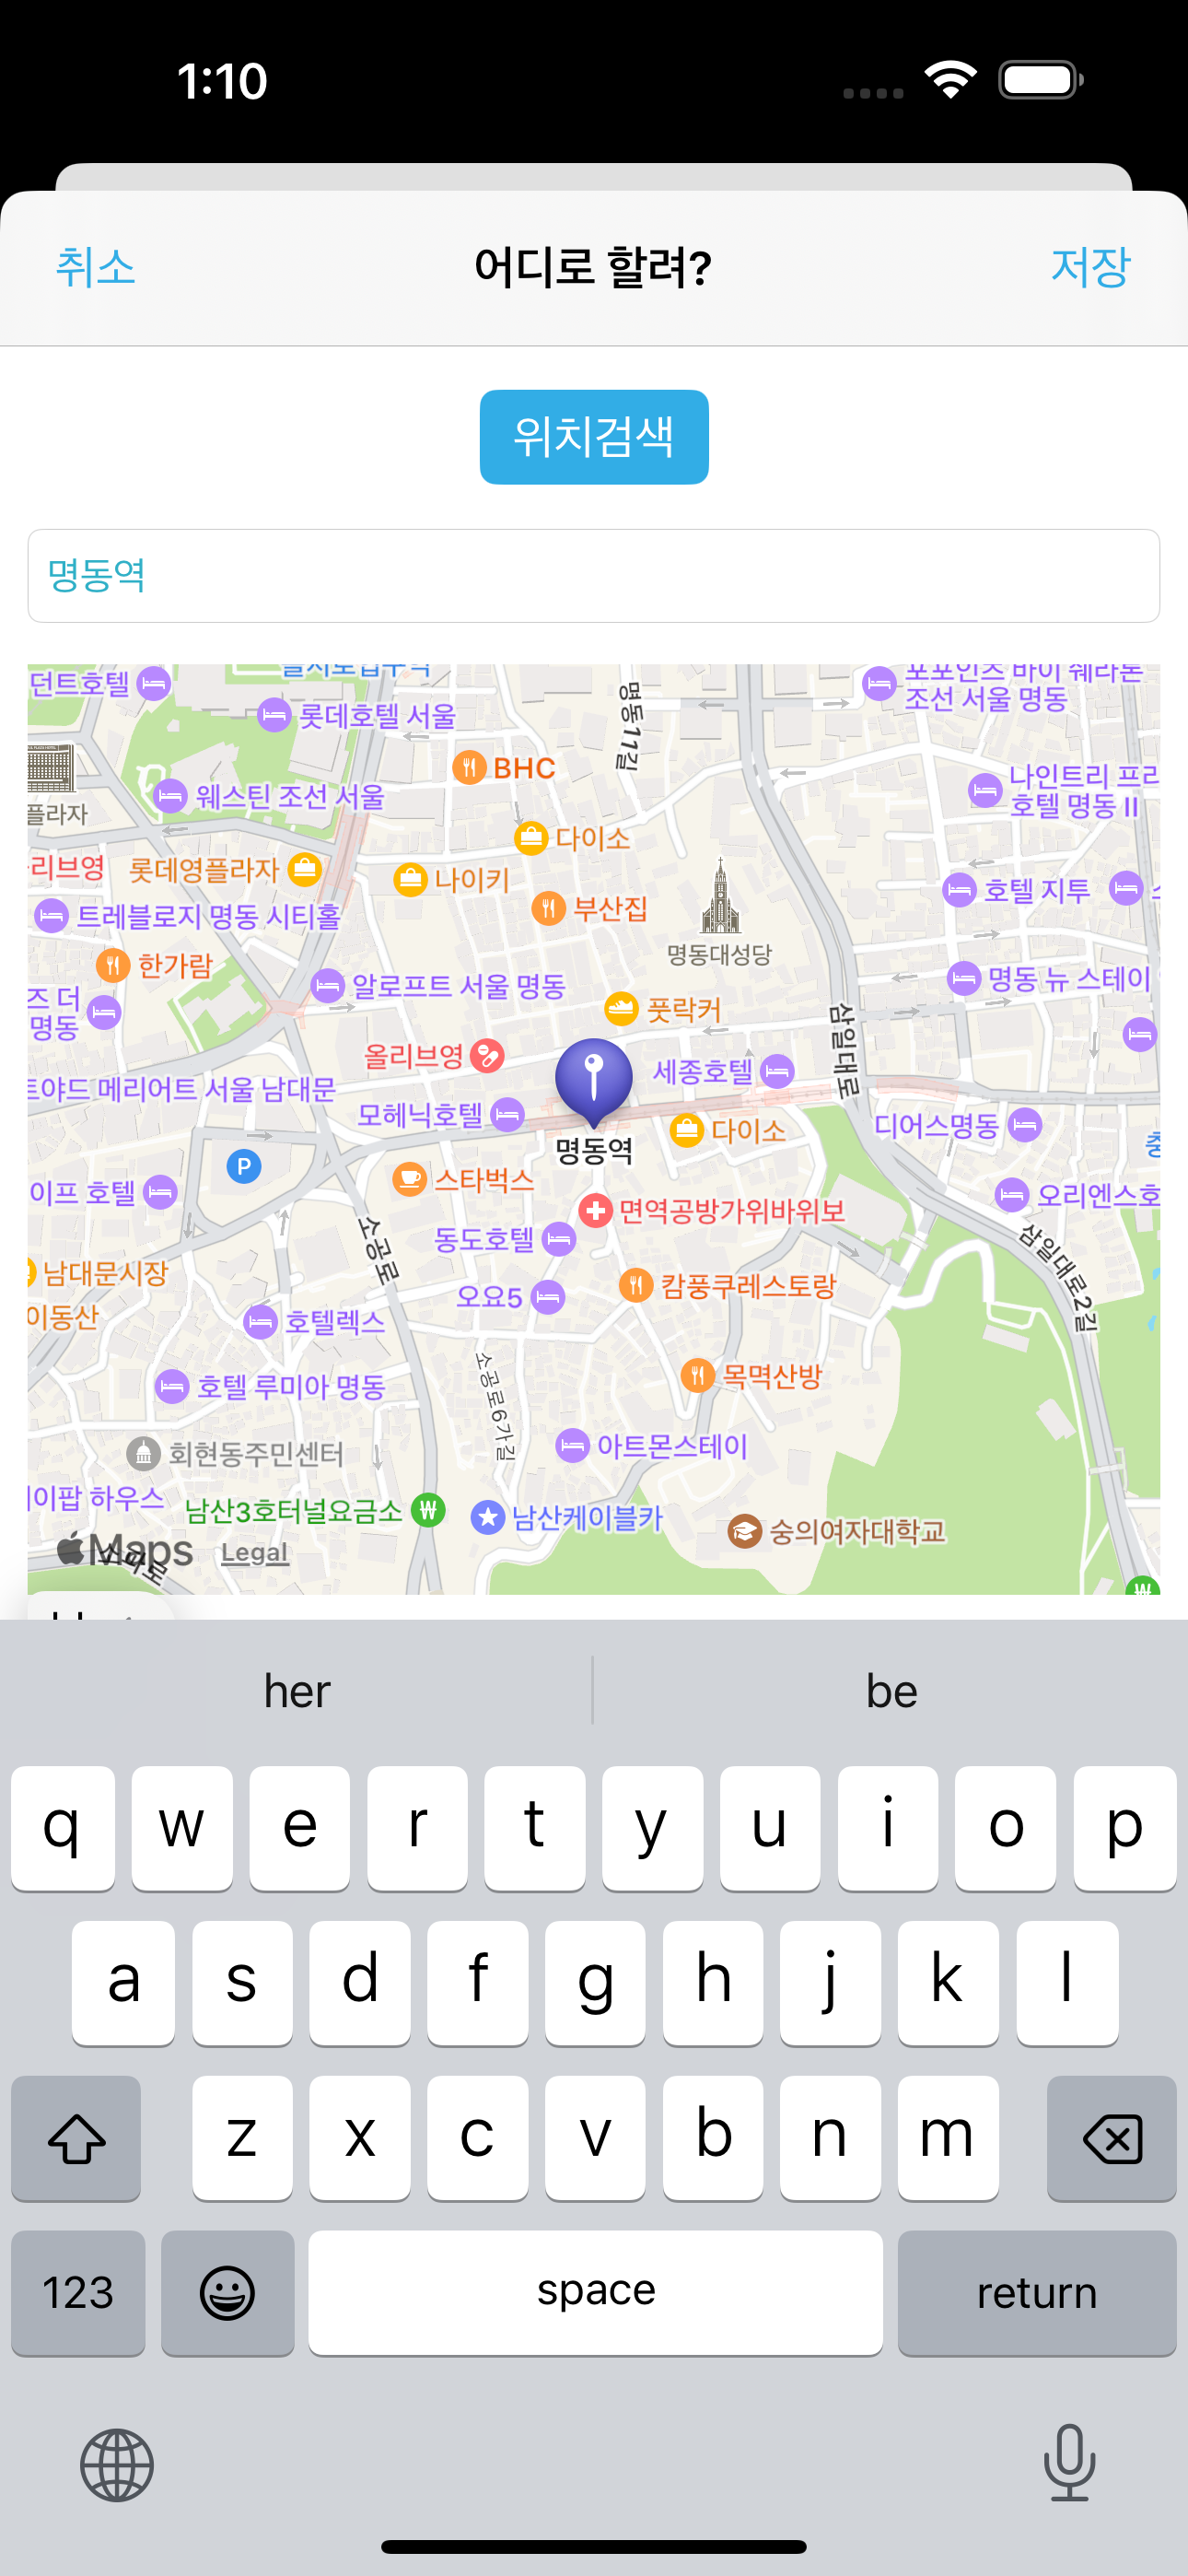 1:10
취소
어디로 할려?
저장
위치검색
명동역
던트호텔
롯데호텔 서울
명동11길
포포인츠 바이 쉐라톤
조선 서울 명동
BHC
나인트리 프리
호텔 명동 II
웨스틴 조선 서울
플라자
다이소
리브영
롯데영플라자
나이키
호텔 지투
트레블로지 명동 시티홀
부산집
명동대성당
한가람
알로프트 서울 명동
명동 뉴 스테이
즈 더
명동
풋락커
삼일대로
올리브영
세종호텔
트야드 메리어트 서울 남대문
모헤닉호텔
다이소
디어스명동
명동역
P
스타벅스
이프 호텔
면역공방가위바위보
오리엔스호
소공로
동도호텔
삼일대로2길
남대문시장
캄풍쿠레스토랑
이동산
오요5
호텔렉스
소공로6가길
목멱산방
호텔 루미아 명동
아트몬스테이
회현동주민센터
이팝 하우스
남산3호터널요금소
₩
남산케이블카
숭의여자대학교
Maps
Legal
소파로
₩
her
be
q w e r t y u i o p
a s d f g h j k l
z x c v b n m
123
space
return